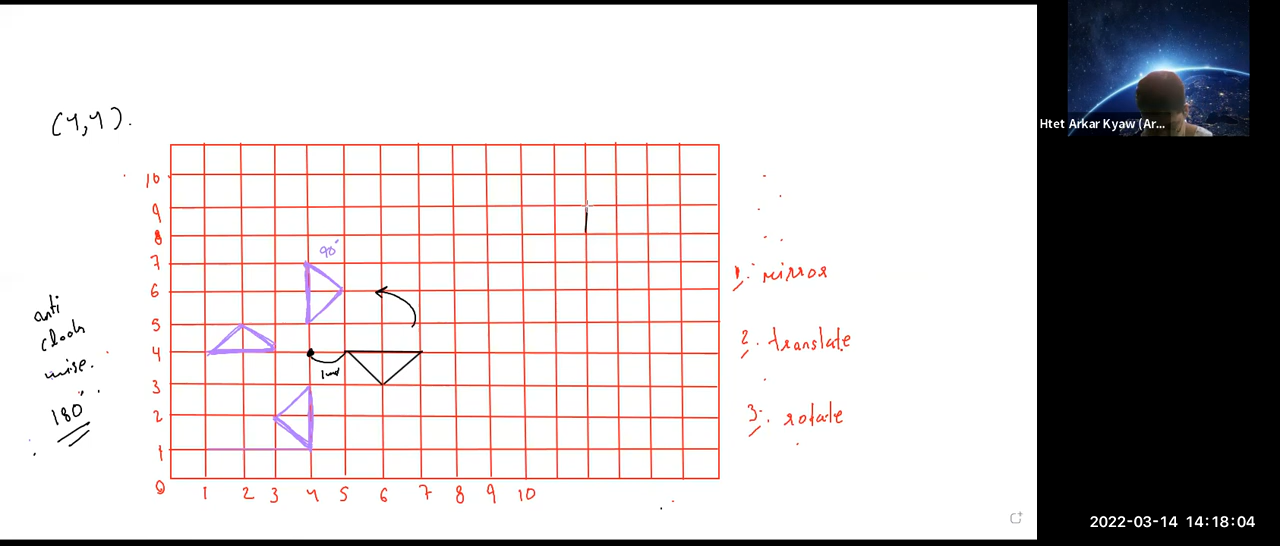 (4,4).
Htet Arkar Kyaw (Ar...
10
9
8
7
6
5
4
3
2
1
0
1 2 3 4 5 6 7 8 9 10
90°
anti
clock
wise.
180°
1. mirror
2. translate
3. rotate
2022-03-14 14:18:04